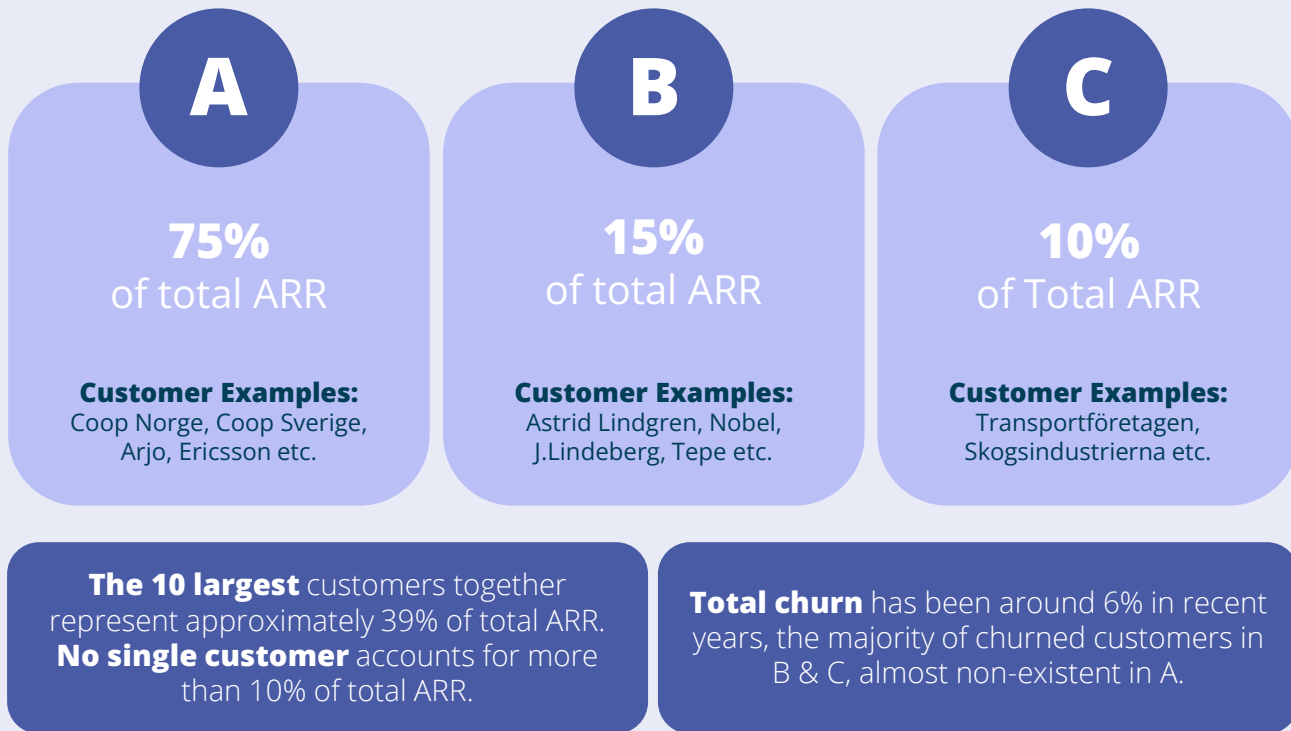 A
75%
of total ARR
Customer Examples:
Coop Norge, Coop Sverige,
Arjo, Ericsson etc.
B
15%
of total ARR
Customer Examples:
Astrid Lindgren, Nobel,
J.Lindeberg, Tepe etc.
C
10%
of Total ARR
Customer Examples:
Transportföretagen,
Skogsindustrierna etc.
The 10 largest customers together
represent approximately 39% of total ARR.
No single customer accounts for more
than 10% of total ARR.
Total churn has been around 6% in recent
years, the majority of churned customers in
B & C, almost non-existent in A.